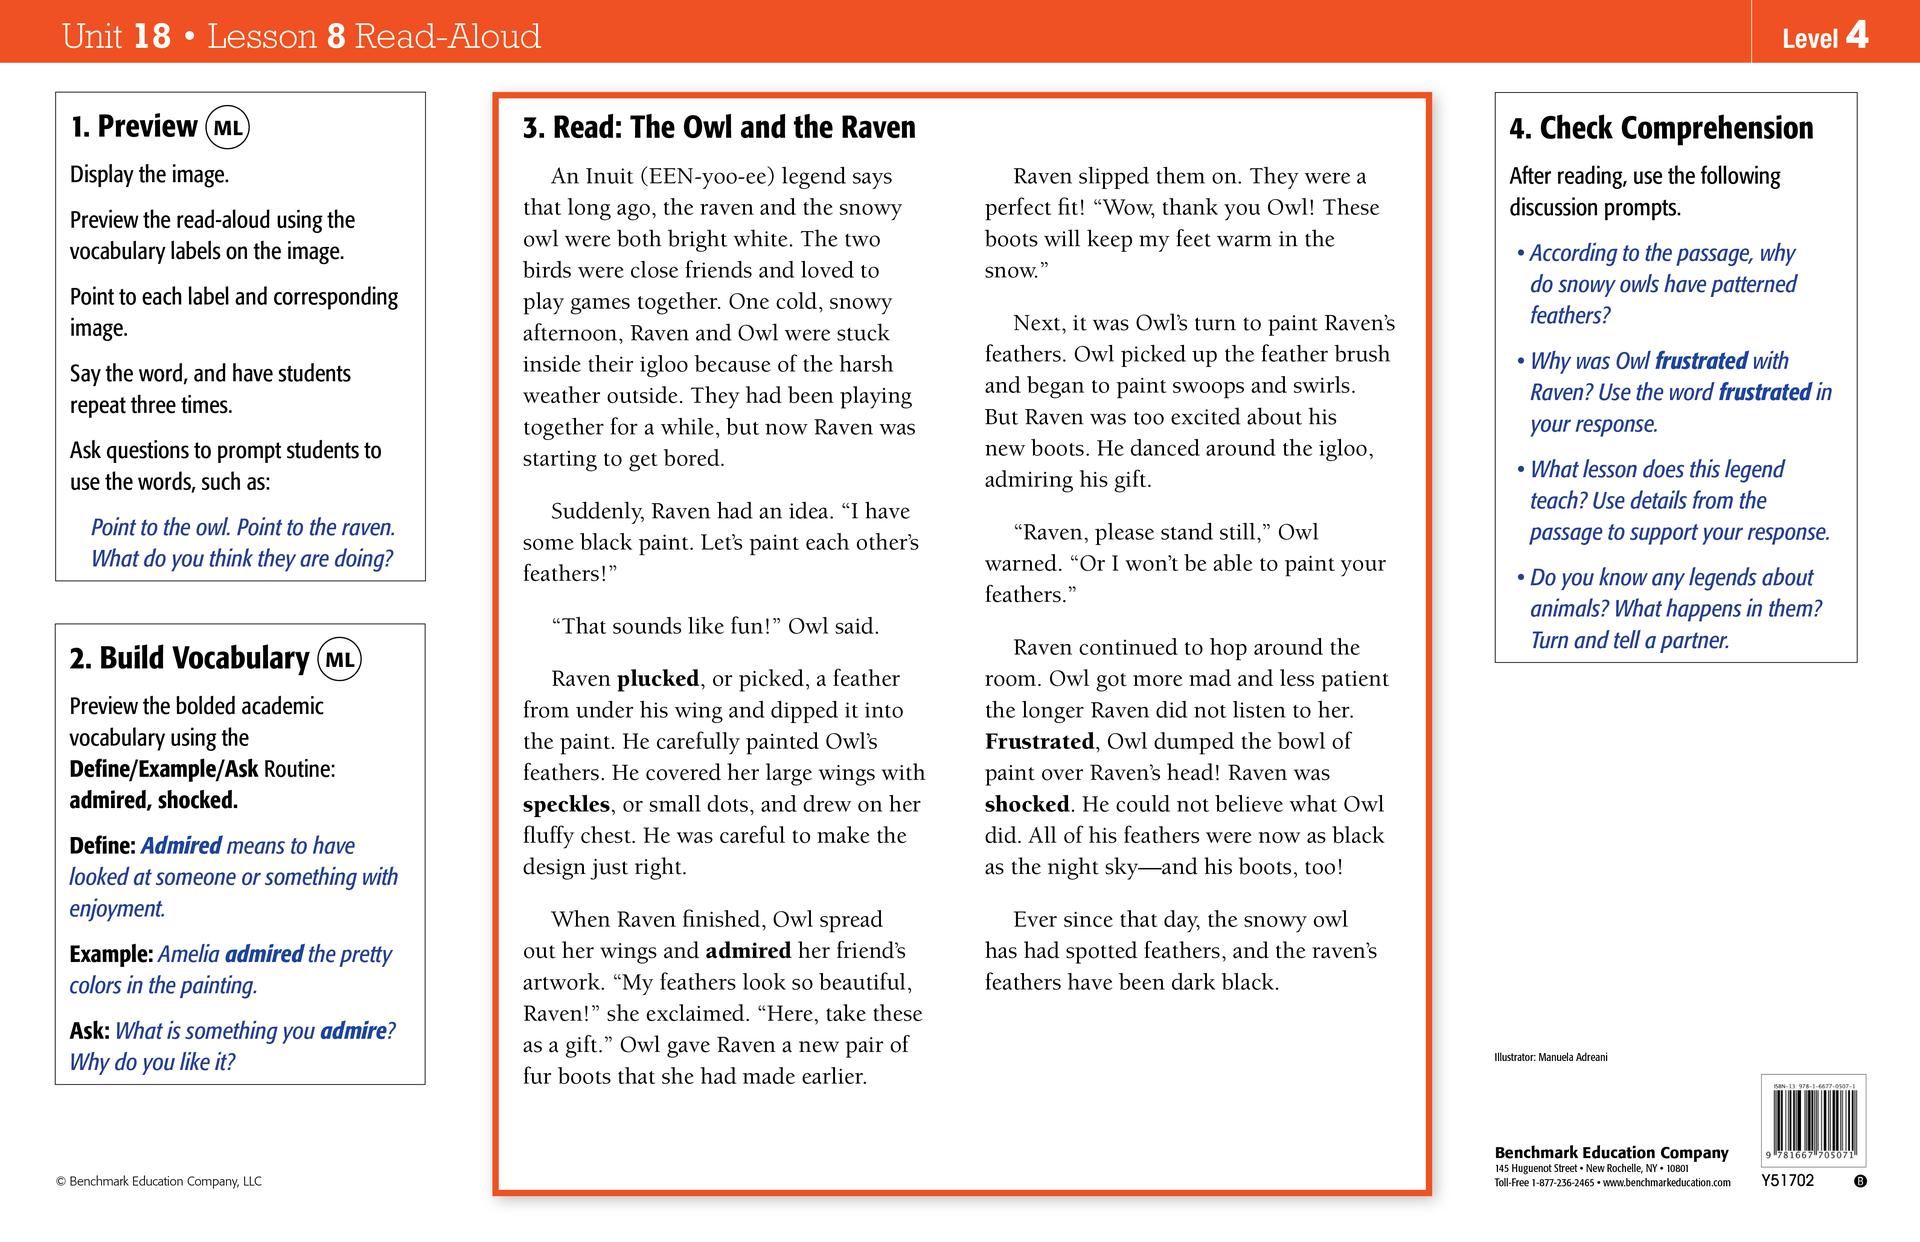 Unit 18 • Lesson 8 Read-Aloud
Level 4
1. Preview ML
Display the image.
Preview the read-aloud using the
vocabulary labels on the image.
Point to each label and corresponding
image.
Say the word, and have students
repeat three times.
Ask questions to prompt students to
use the words, such as:
Point to the owl. Point to the raven.
What do you think they are doing?
2. Build Vocabulary ML
Preview the bolded academic
vocabulary using the
Define/Example/Ask Routine:
admired, shocked.
Define: Admired means to have
looked at someone or something with
enjoyment.
Example: Amelia admired the pretty
colors in the painting.
Ask: What is something you admire?
Why do you like it?
© Benchmark Education Company, LLC
3. Read: The Owl and the Raven
An Inuit (EEN-yoo-ee) legend says
that long ago, the raven and the snowy
owl were both bright white. The two
birds were close friends and loved to
play games together. One cold, snowy
afternoon, Raven and Owl were stuck
inside their igloo because of the harsh
weather outside. They had been playing
together for a while, but now Raven was
starting to get bored.
Suddenly, Raven had an idea. “I have
some black paint. Let’s paint each other’s
feathers!”
“That sounds like fun!” Owl said.
Raven plucked, or picked, a feather
from under his wing and dipped it into
the paint. He carefully painted Owl’s
feathers. He covered her large wings with
speckles, or small dots, and drew on her
fluffy chest. He was careful to make the
design just right.
When Raven finished, Owl spread
out her wings and admired her friend’s
artwork. “My feathers look so beautiful,
Raven!” she exclaimed. “Here, take these
as a gift.” Owl gave Raven a new pair of
fur boots that she had made earlier.
Raven slipped them on. They were a
perfect fit! “Wow, thank you Owl! These
boots will keep my feet warm in the
snow.”
Next, it was Owl’s turn to paint Raven’s
feathers. Owl picked up the feather brush
and began to paint swoops and swirls.
But Raven was too excited about his
new boots. He danced around the igloo,
admiring his gift.
“Raven, please stand still,” Owl
warned. “Or I won’t be able to paint your
feathers.”
Raven continued to hop around the
room. Owl got more mad and less patient
the longer Raven did not listen to her.
Frustrated, Owl dumped the bowl of
paint over Raven’s head! Raven was
shocked. He could not believe what Owl
did. All of his feathers were now as black
as the night sky—and his boots, too!
Ever since that day, the snowy owl
has had spotted feathers, and the raven’s
feathers have been dark black.
4. Check Comprehension
After reading, use the following
discussion prompts.
• According to the passage, why
do snowy owls have patterned
feathers?
• Why was Owl frustrated with
Raven? Use the word frustrated in
your response.
• What lesson does this legend
teach? Use details from the
passage to support your response.
• Do you know any legends about
animals? What happens in them?
Turn and tell a partner.
Illustrator: Manuela Adreani
Benchmark Education Company
145 Huguenot Street • New Rochelle, NY • 10801
Toll-Free 1-877-236-2465 • www.benchmarkeducation.com
ISBN-13: 978-1-6677-0507-1
9 781667 705071
Y51702
B